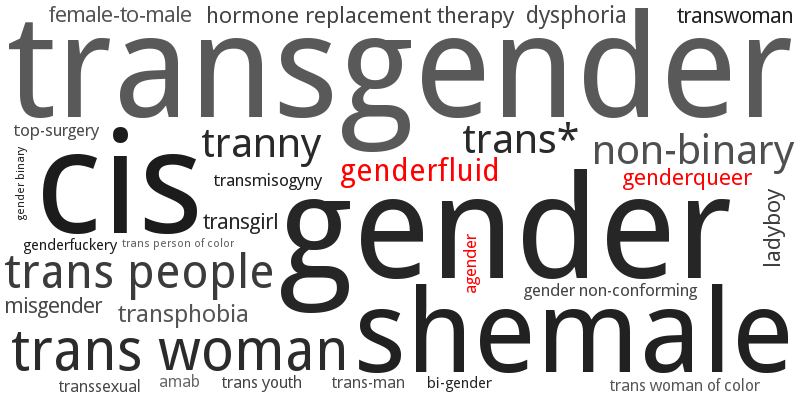 female-to-male
hormone replacement therapy
dysphoria
transwoman
transgender
top-surgery
cis
tranny
trans*
non-binary
gender binary
transmisogyny
genderfluid
genderqueer
transgirl
gender
ladyboy
genderfuckery
trans person of color
agender
trans people
gender non-conforming
misgender
transphobia
shemale
trans woman
transsexual
amab
trans youth
trans-man
bi-gender
trans woman of color